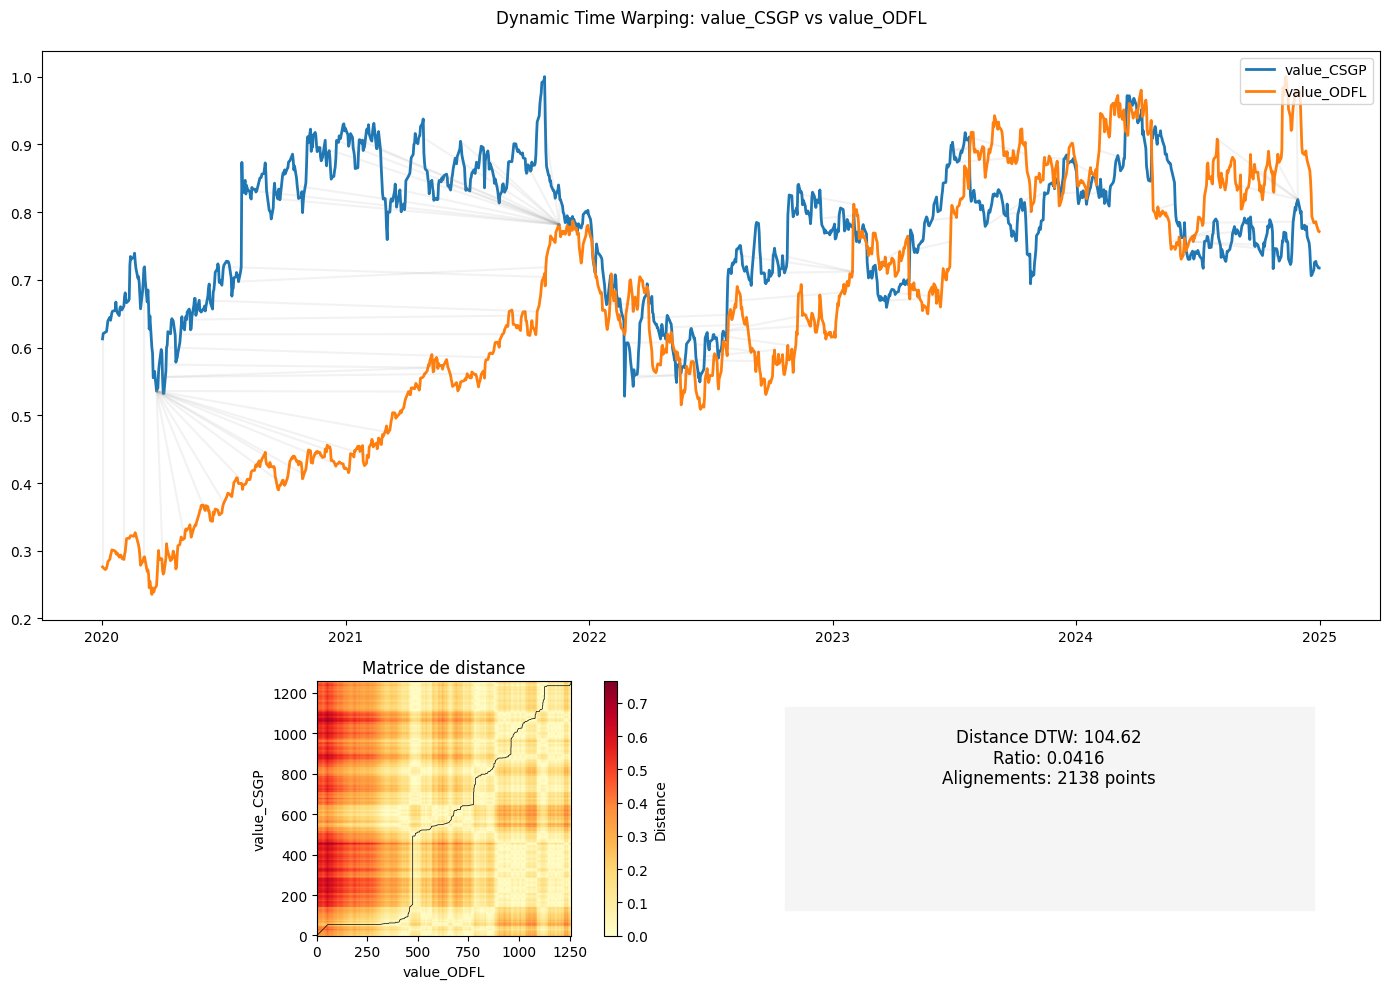 Dynamic Time Warping: value_CSGP vs value_ODFL
value_CSGP
value_ODFL
1.0
0.9
0.8
0.7
0.6
0.5
0.4
0.3
0.2
2020 2021 2022 2023 2024 2025
Matrice de distance
value_CSGP
1200
1000
800
600
400
200
0
0 250 500 750 1000 1250
value_ODFL
0.7
0.6
0.5
0.4
0.3
0.2
0.1
0.0
Distance
Distance DTW: 104.62
Ratio: 0.0416
Alignements: 2138 points